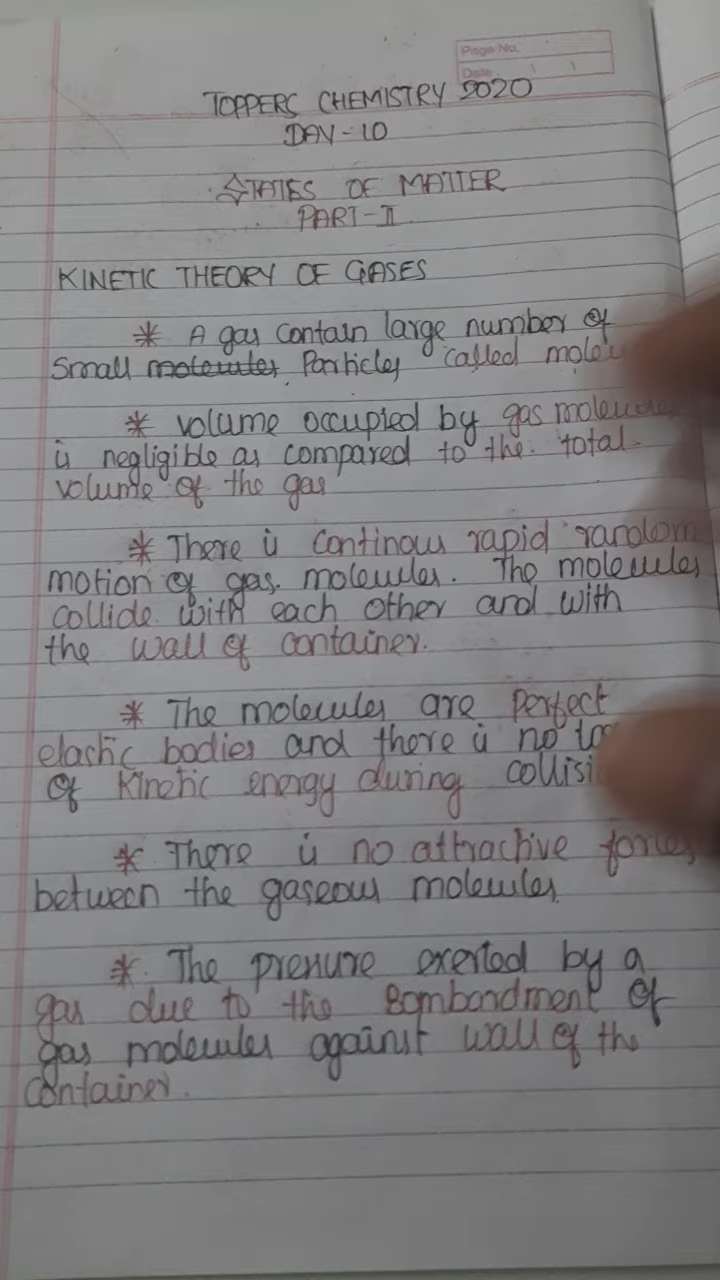 Page No.
Date
TOPPERS CHEMISTRY 2020
DAY-10
STATES OF MATTER
PART-II
KINETIC THEORY OF GASES
* A gas contain large number of
small molecules Particles called
* volume occupied by gas
is negligible as compared to the total
volume of the gas
* There is continous rapid random
motion of gas molecules. The molecules
collide with each other and with
the wall of container.
* The molecules are perfect
elastic bodies and there is no
of kinetic energy during
* There is no attractive forces
between the gaseous molecules
* The pressure exerted by a
gas due to the Bombardment of
gas molecules against wall of the
container.